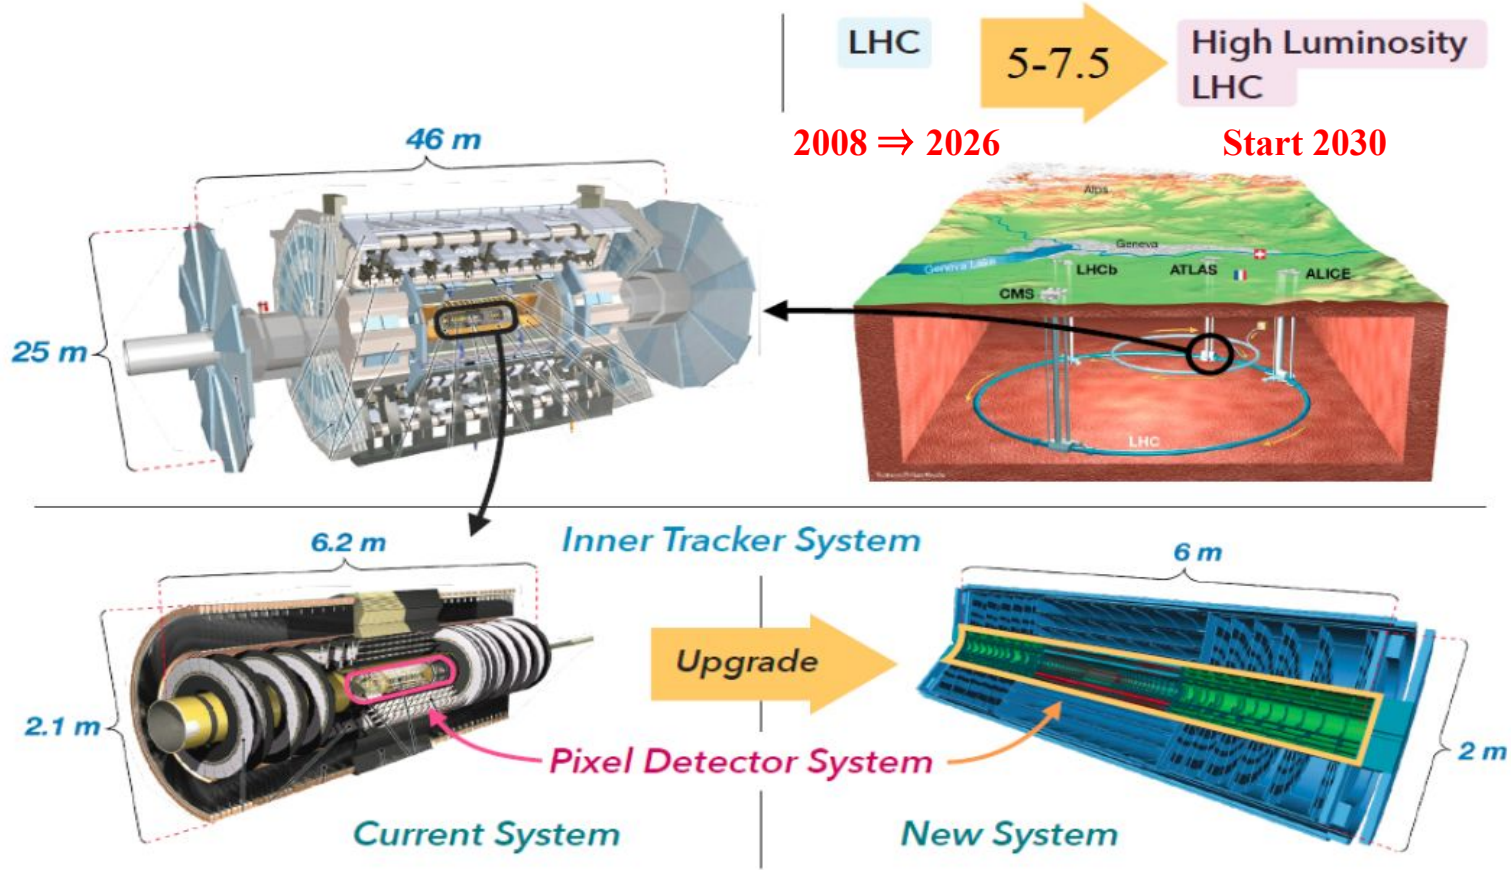 LHC
5-7.5
High Luminosity
LHC
2008 ⇒ 2026
Start 2030
46 m
25 m
Alps
Geneva
Geneva Lake
LHCb
ATLAS
ALICE
CMS
LHC
Inner Tracker System
6.2 m
6 m
Upgrade
2.1 m
2 m
Pixel Detector System
Current System
New System